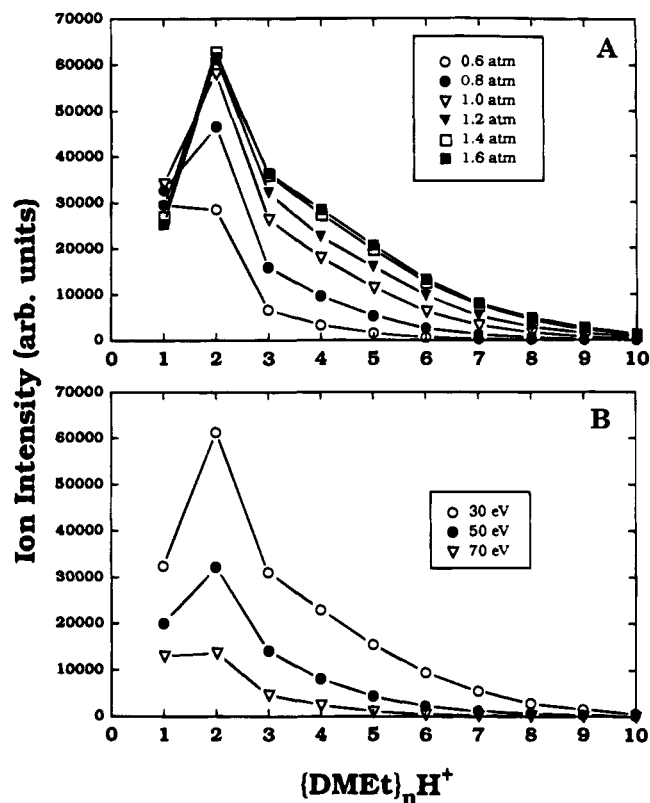 Ion Intensity (arb. units)
A
70000
60000
50000
40000
30000
20000
10000
0
0.6 atm
0.8 atm
1.0 atm
1.2 atm
1.4 atm
1.6 atm
0 1 2 3 4 5 6 7 8 9 10
B
70000
60000
50000
40000
30000
20000
10000
0
30 eV
50 eV
70 eV
0 1 2 3 4 5 6 7 8 9 10
{DMEt}nH+